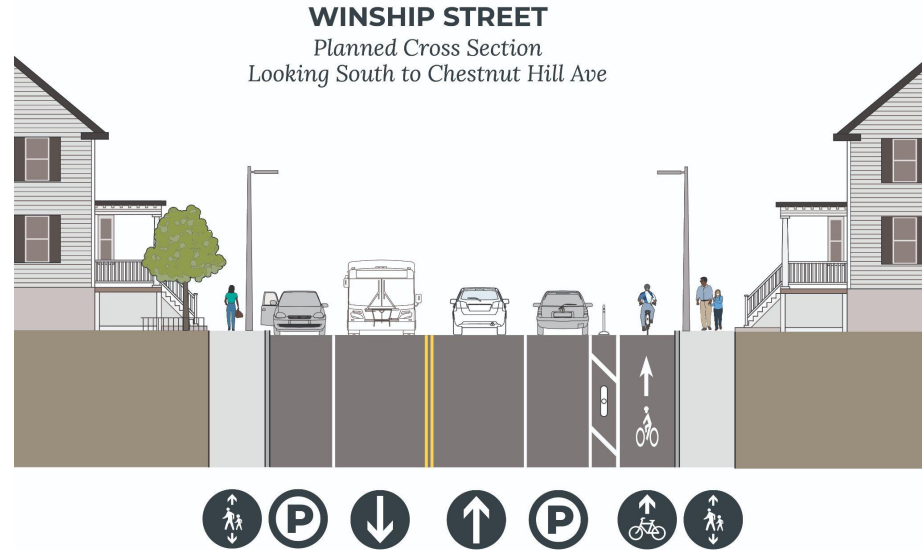 WINSHIP STREET
Planned Cross Section
Looking South to Chestnut Hill Ave
P
P